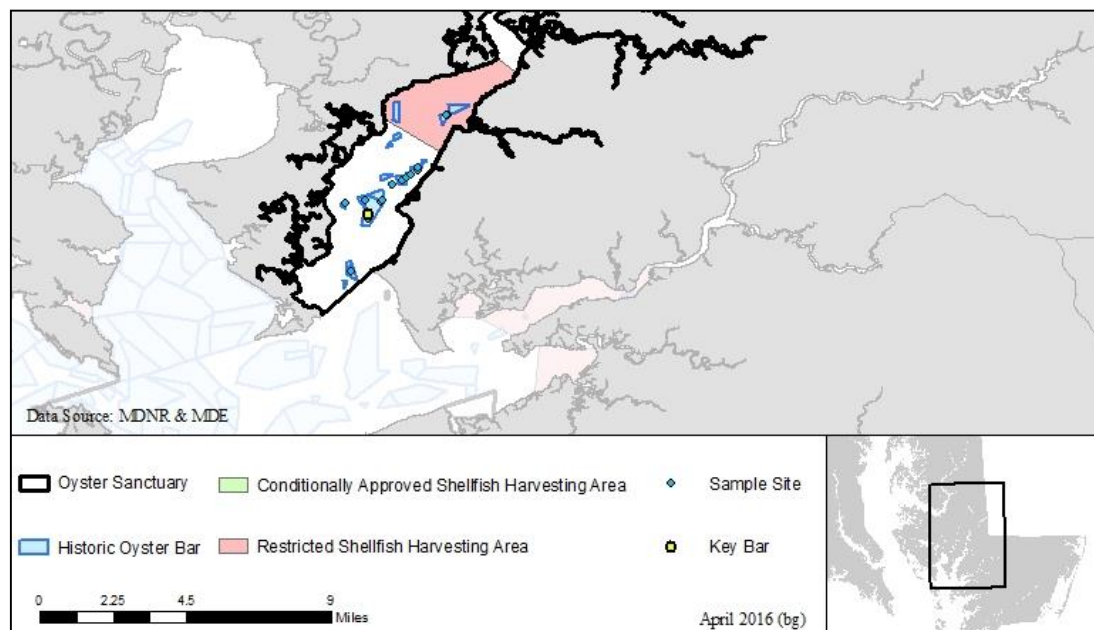 Data Source: MDNR & MDE
Oyster Sanctuary
Conditionally Approved Shellfish Harvesting Area
Sample Site
Historic Oyster Bar
Restricted Shellfish Harvesting Area
Key Bar
0 2.25 4.5 9
Miles
April 2016 (bg)